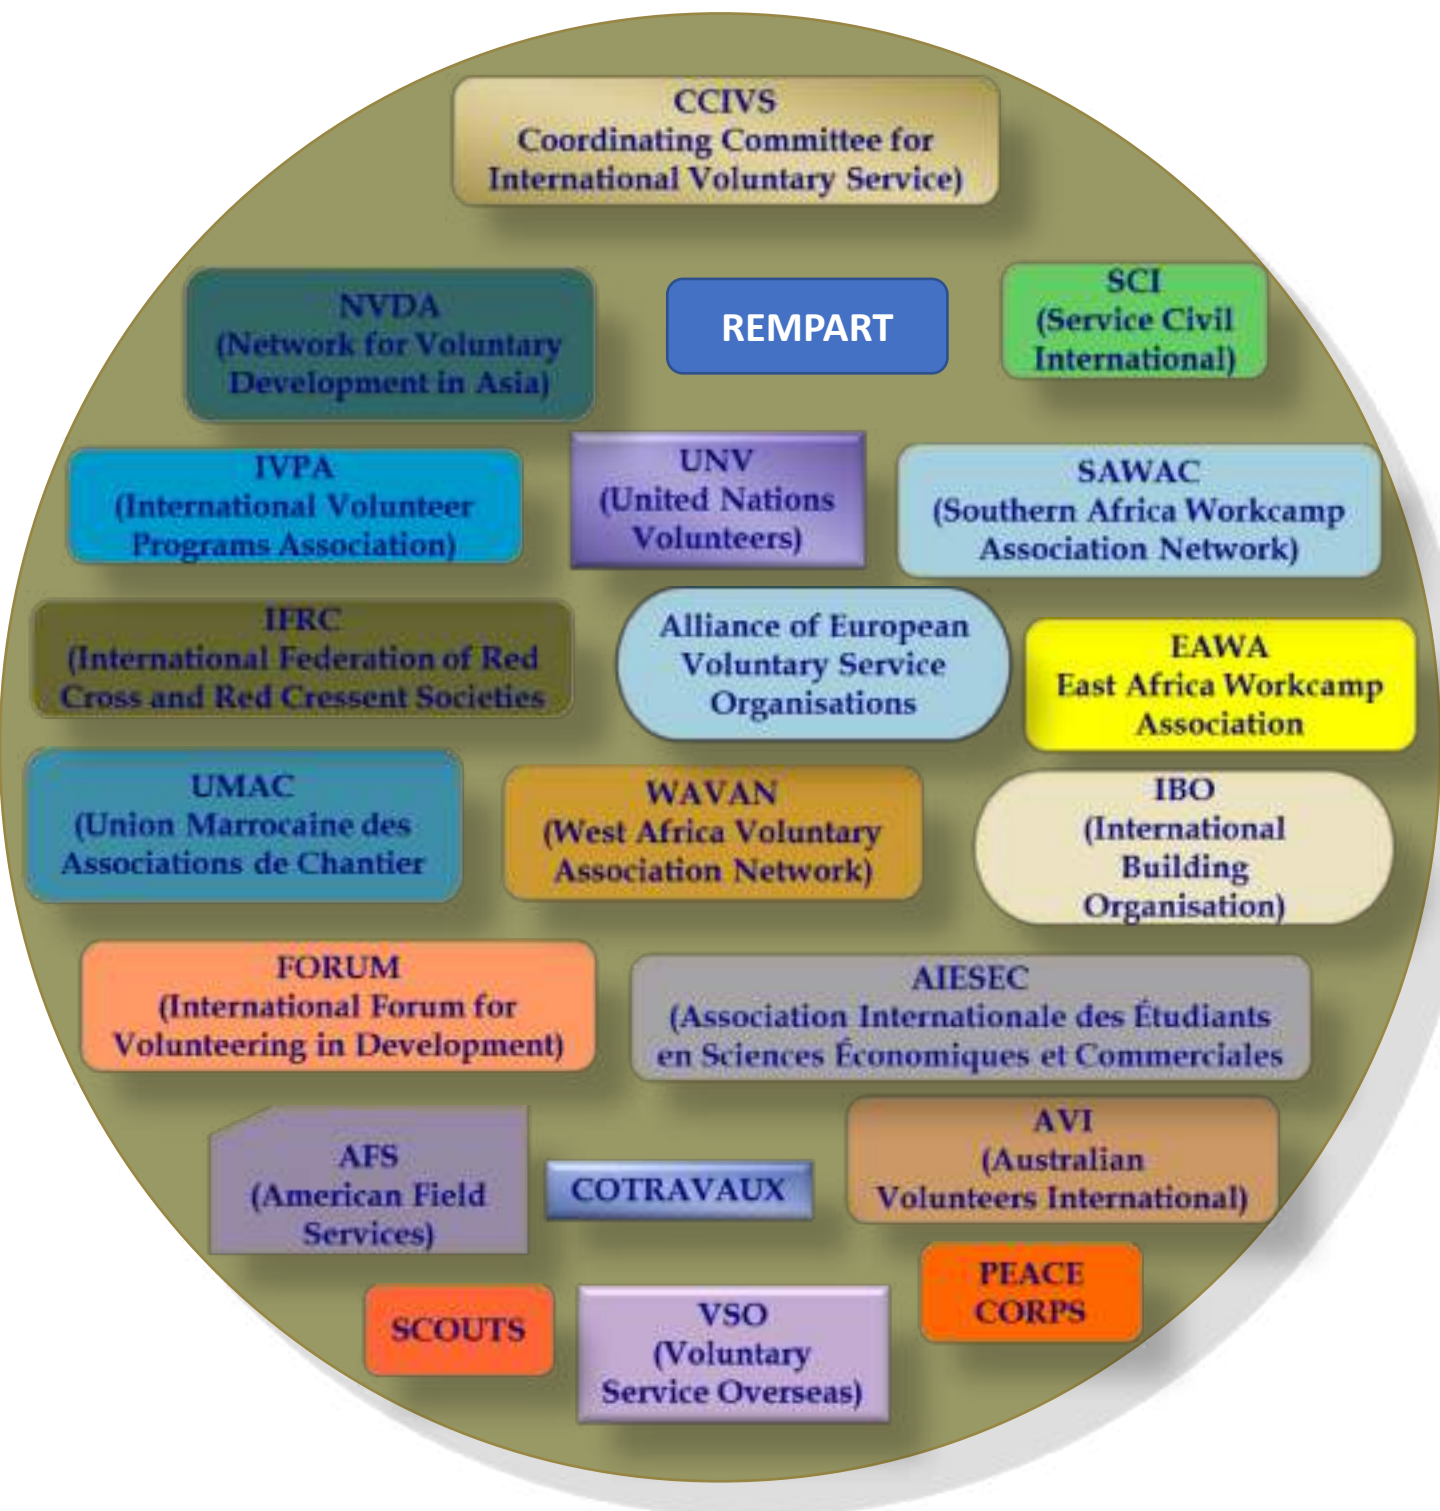 CCIVS
Coordinating Committee for
International Voluntary Service)
NVDA
(Network for Voluntary
Development in Asia)
REMPART
SCI
(Service Civil
International)
IVPA
(International Volunteer
Programs Association)
UNV
(United Nations
Volunteers)
SAWAC
(Southern Africa Workcamp
Association Network)
IFRC
(International Federation of Red
Cross and Red Cressent Societies
Alliance of European
Voluntary Service
Organisations
EAWA
East Africa Workcamp
Association
UMAC
(Union Marrocaine des
Associations de Chantier
WAVAN
(West Africa Voluntary
Association Network)
IBO
(International
Building
Organisation)
FORUM
(International Forum for
Volunteering in Development)
AIESEC
(Association Internationale des Étudiants
en Sciences Économiques et Commerciales
AFS
(American Field
Services)
COTRAVAUX
AVI
(Australian
Volunteers International)
SCOUTS
VSO
(Voluntary
Service Overseas)
PEACE
CORPS